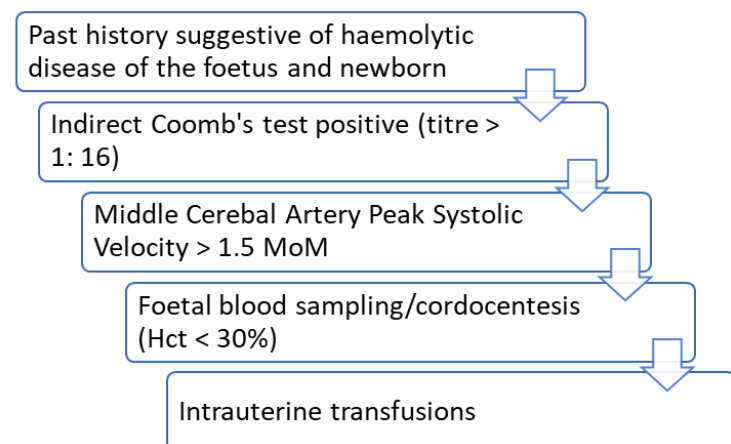 Past history suggestive of haemolytic
disease of the foetus and newborn
Indirect Coomb's test positive (titre >
1: 16)
Middle Cerebal Artery Peak Systolic
Velocity > 1.5 MoM
Foetal blood sampling/cordocentesis
(Hct < 30%)
Intrauterine transfusions